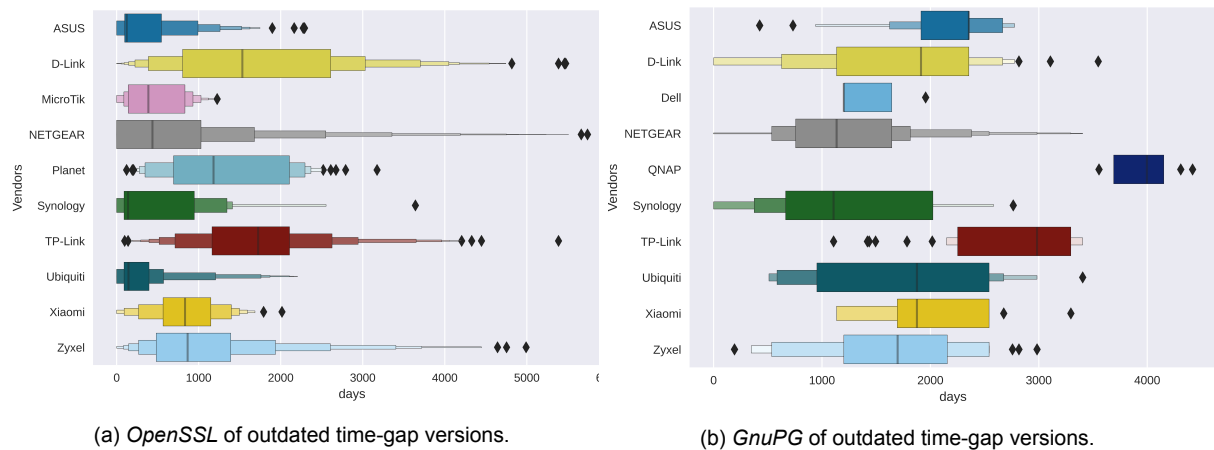 Vendors
ASUS
D-Link
MicroTik
NETGEAR
Planet
Synology
TP-Link
Ubiquiti
Xiaomi
Zyxel
0 1000 2000 3000 4000 5000 6
days
(a) OpenSSL of outdated time-gap versions.
Vendors
ASUS
D-Link
Dell
NETGEAR
QNAP
Synology
TP-Link
Ubiquiti
Xiaomi
Zyxel
0 1000 2000 3000 4000
days
(b) GnuPG of outdated time-gap versions.